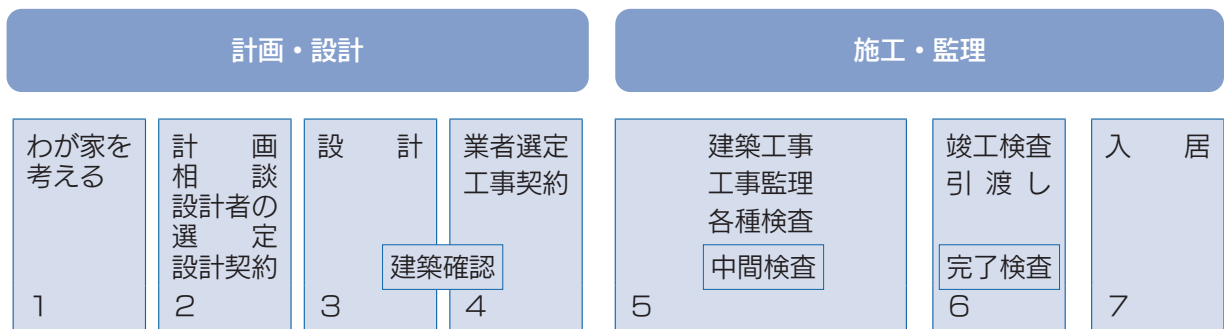 計画・設計
施工・監理
わが家を
考える
1
計画
相談
設計者の
選定
設計契約
2
設計
3
業者選定
工事契約
4
建築確認
建築工事
工事監理
各種検査
中間検査
5
竣工検査
引渡し
完了検査
6
入居
7